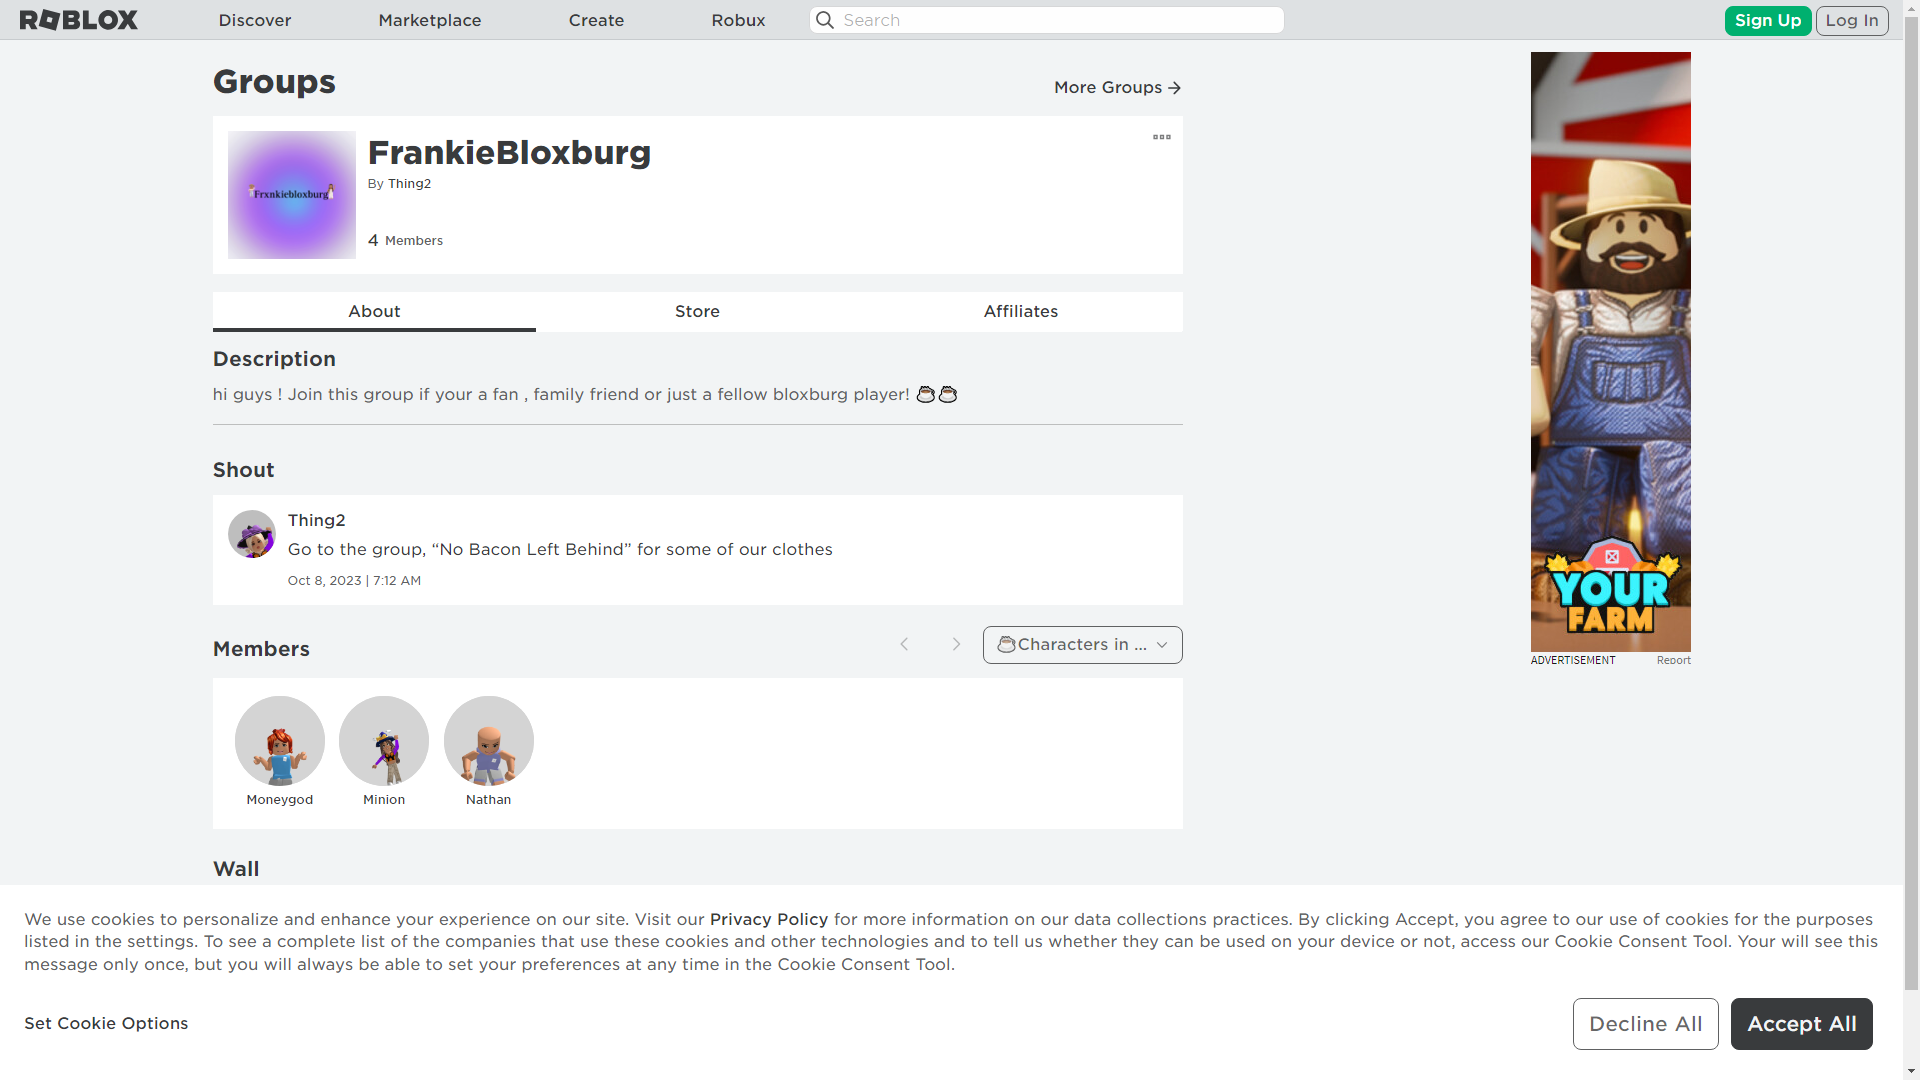 ROBLOX
Discover
Marketplace
Create
Robux
Search
Sign Up
Log In
Groups
More Groups
Frxnkiebloxburg
FrankieBloxburg
By Thing2
4 Members
About
Store
Affiliates
Description
hi guys ! Join this group if your a fan , family friend or just a fellow bloxburg player! ☕☕
Shout
Thing2
Go to the group, “No Bacon Left Behind” for some of our clothes
Oct 8, 2023 | 7:12 AM
Members
☕Characters in ...
Moneygod
Minion
Nathan
Wall
YOUR
FARM
ADVERTISEMENT
Report
We use cookies to personalize and enhance your experience on our site. Visit our Privacy Policy for more information on our data collections practices. By clicking Accept, you agree to our use of cookies for the purposes
listed in the settings. To see a complete list of the companies that use these cookies and other technologies and to tell us whether they can be used on your device or not, access our Cookie Consent Tool. Your will see this
message only once, but you will always be able to set your preferences at any time in the Cookie Consent Tool.
Set Cookie Options
Decline All
Accept All